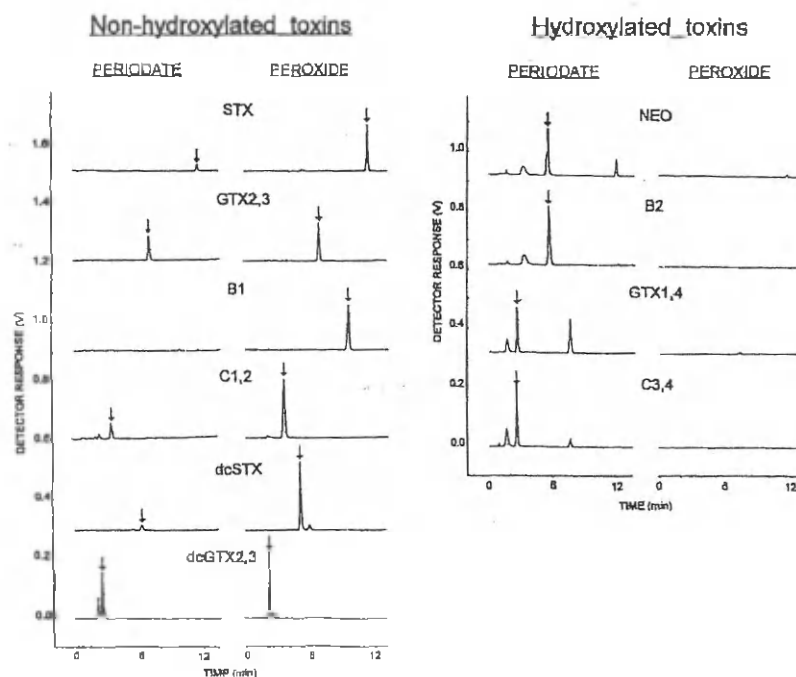 Non-hydroxylated toxins
PERIODATE PEROXIDE
STX
1.6
1.5
GTX2,3
1.2
B1
1.0
C1,2
0.8
0.6
dcSTX
0.4
dcGTX2,3
0.2
0.0
DETECTOR RESPONSE (V)
0 6 12 0 6 12
TIME (min)
Hydroxylated toxins
PERIODATE PEROXIDE
NEO
1.0
B2
0.8
0.6
GTX1,4
0.4
C3,4
0.2
0.0
DETECTOR RESPONSE (V)
0 6 12 0 6 12
TIME (min)